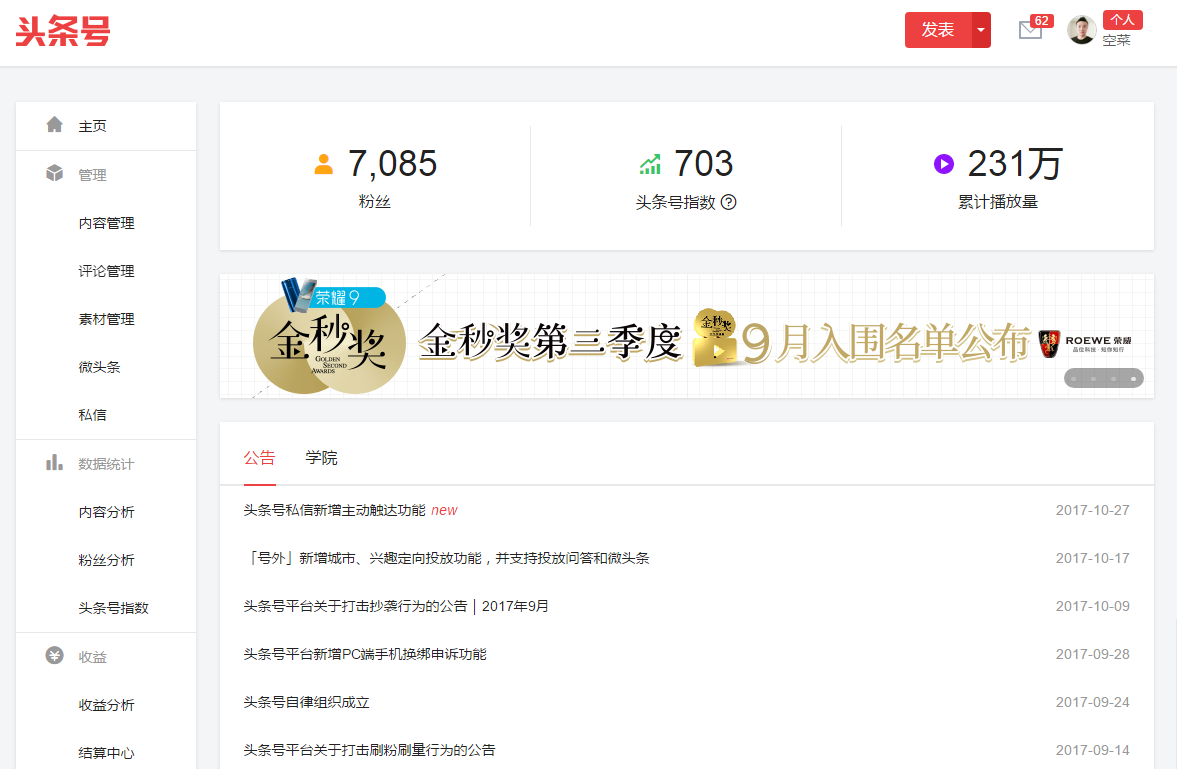 头条号
发表
62
个人
空菜
主页
管理
内容管理
评论管理
素材管理
微头条
私信
数据统计
内容分析
粉丝分析
头条号指数
收益
收益分析
结算中心
7,085
粉丝
703
头条号指数
231万
累计播放量
荣耀9
金秒奖
GOLDEN
SECOND
AWARDS
金秒奖第三季度
金秒奖
9月入围名单公布
ROEWE 荣威
品位科技·知你知行
公告 学院
头条号私信新增主动触达功能 new 2017-10-27
「号外」新增城市、兴趣定向投放功能，并支持投放问答和微头条 2017-10-17
头条号平台关于打击抄袭行为的公告 | 2017年9月 2017-10-09
头条号平台新增PC端手机换绑申诉功能 2017-09-28
头条号自律组织成立 2017-09-24
头条号平台关于打击刷粉刷量行为的公告 2017-09-14